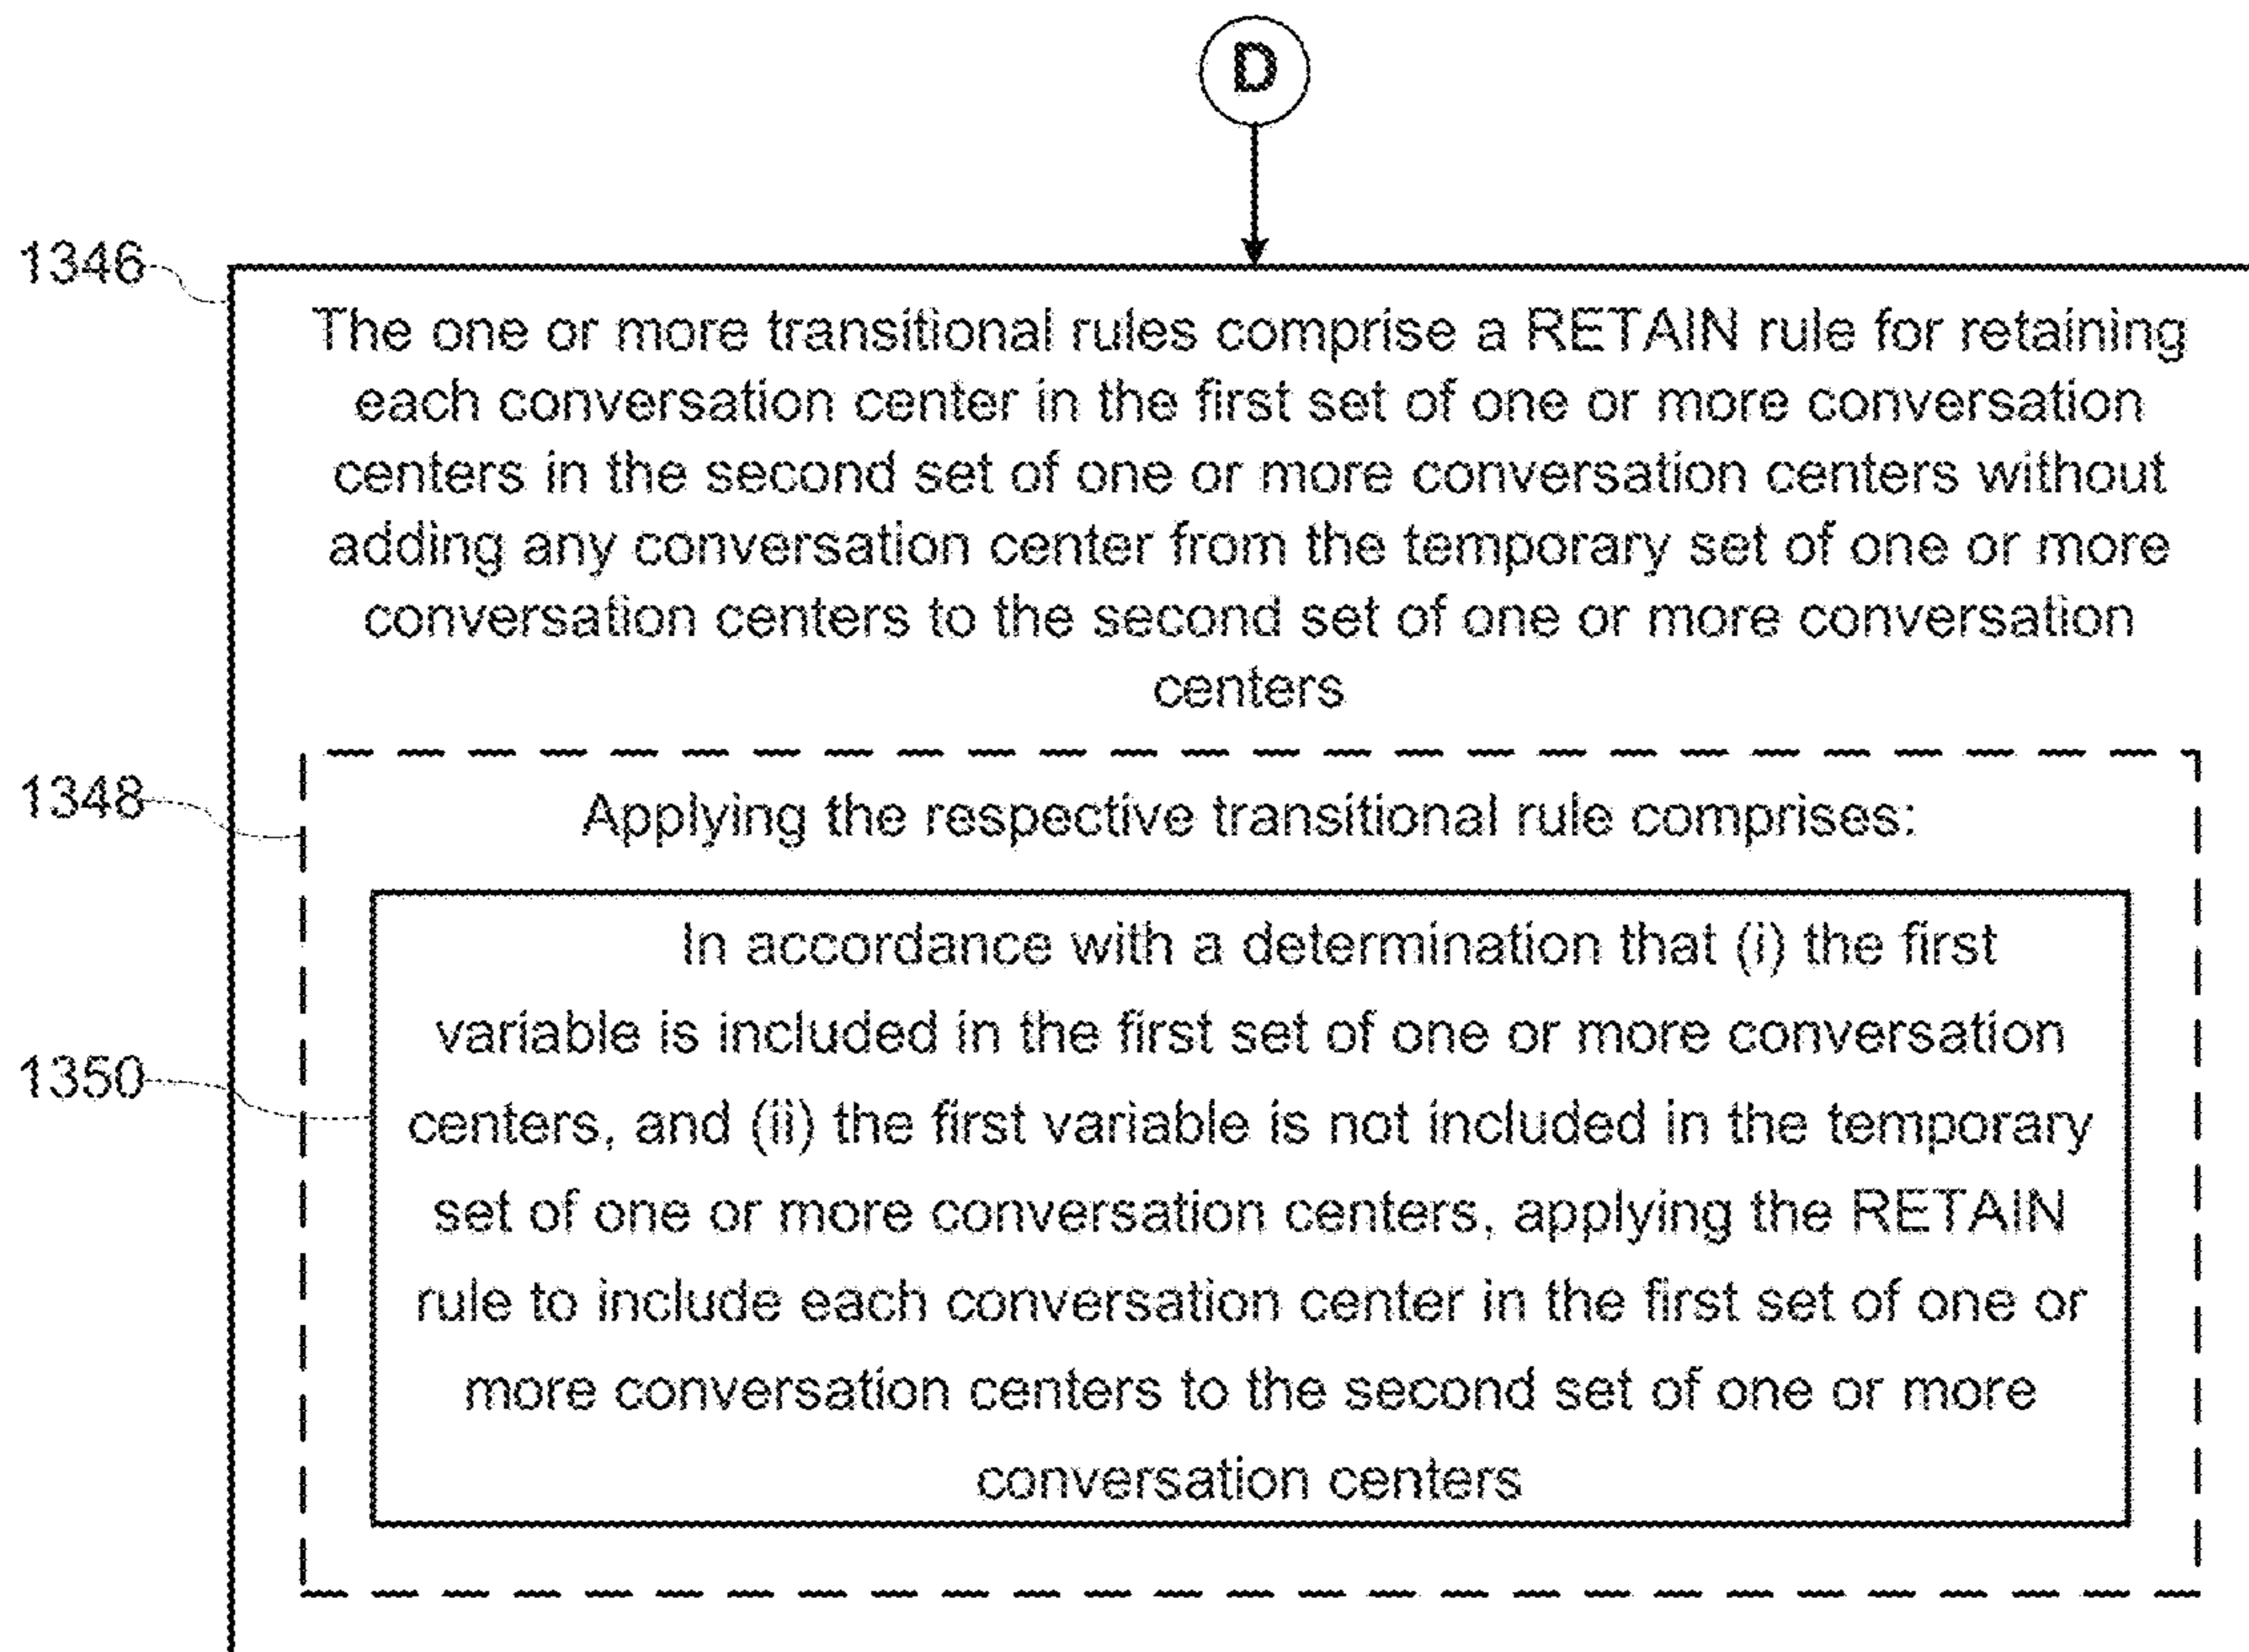 D
1346
The one or more transitional rules comprise a RETAIN rule for retaining
each conversation center in the first set of one or more conversation
centers in the second set of one or more conversation centers without
adding any conversation center from the temporary set of one or more
conversation centers to the second set of one or more conversation
centers
1348
Applying the respective transitional rule comprises:
In accordance with a determination that (i) the first
variable is included in the first set of one or more conversation
1350
centers, and (ii) the first variable is not included in the temporary
set of one or more conversation centers, applying the RETAIN
rule to include each conversation center in the first set of one or
more conversation centers to the second set of one or more
conversation centers